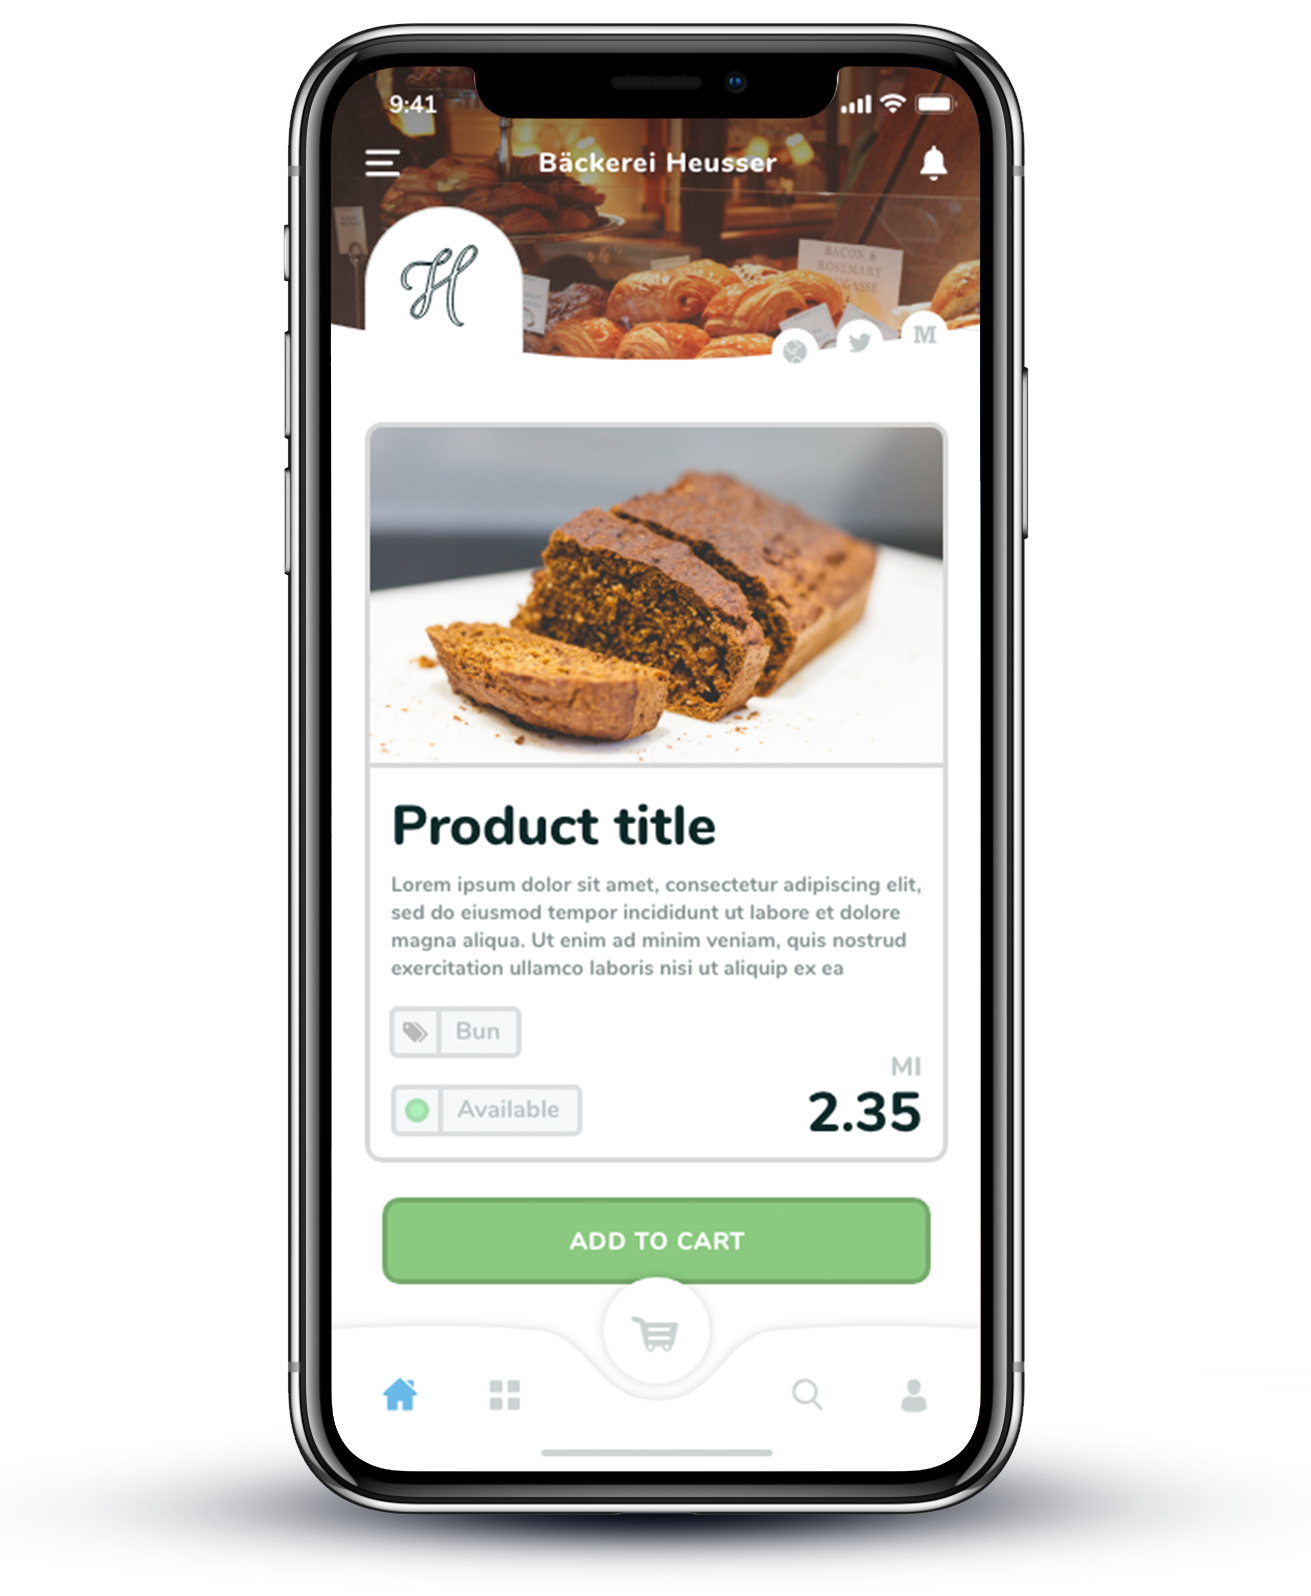 9:41
Bäckerei Heusser
H
BACON &
ROSEMARY
M
Product title
Lorem ipsum dolor sit amet, consectetur adipiscing elit,
sed do eiusmod tempor incididunt ut labore et dolore
magna aliqua. Ut enim ad minim veniam, quis nostrud
exercitation ullamco laboris nisi ut aliquip ex ea
Bun
MI
Available
2.35
ADD TO CART